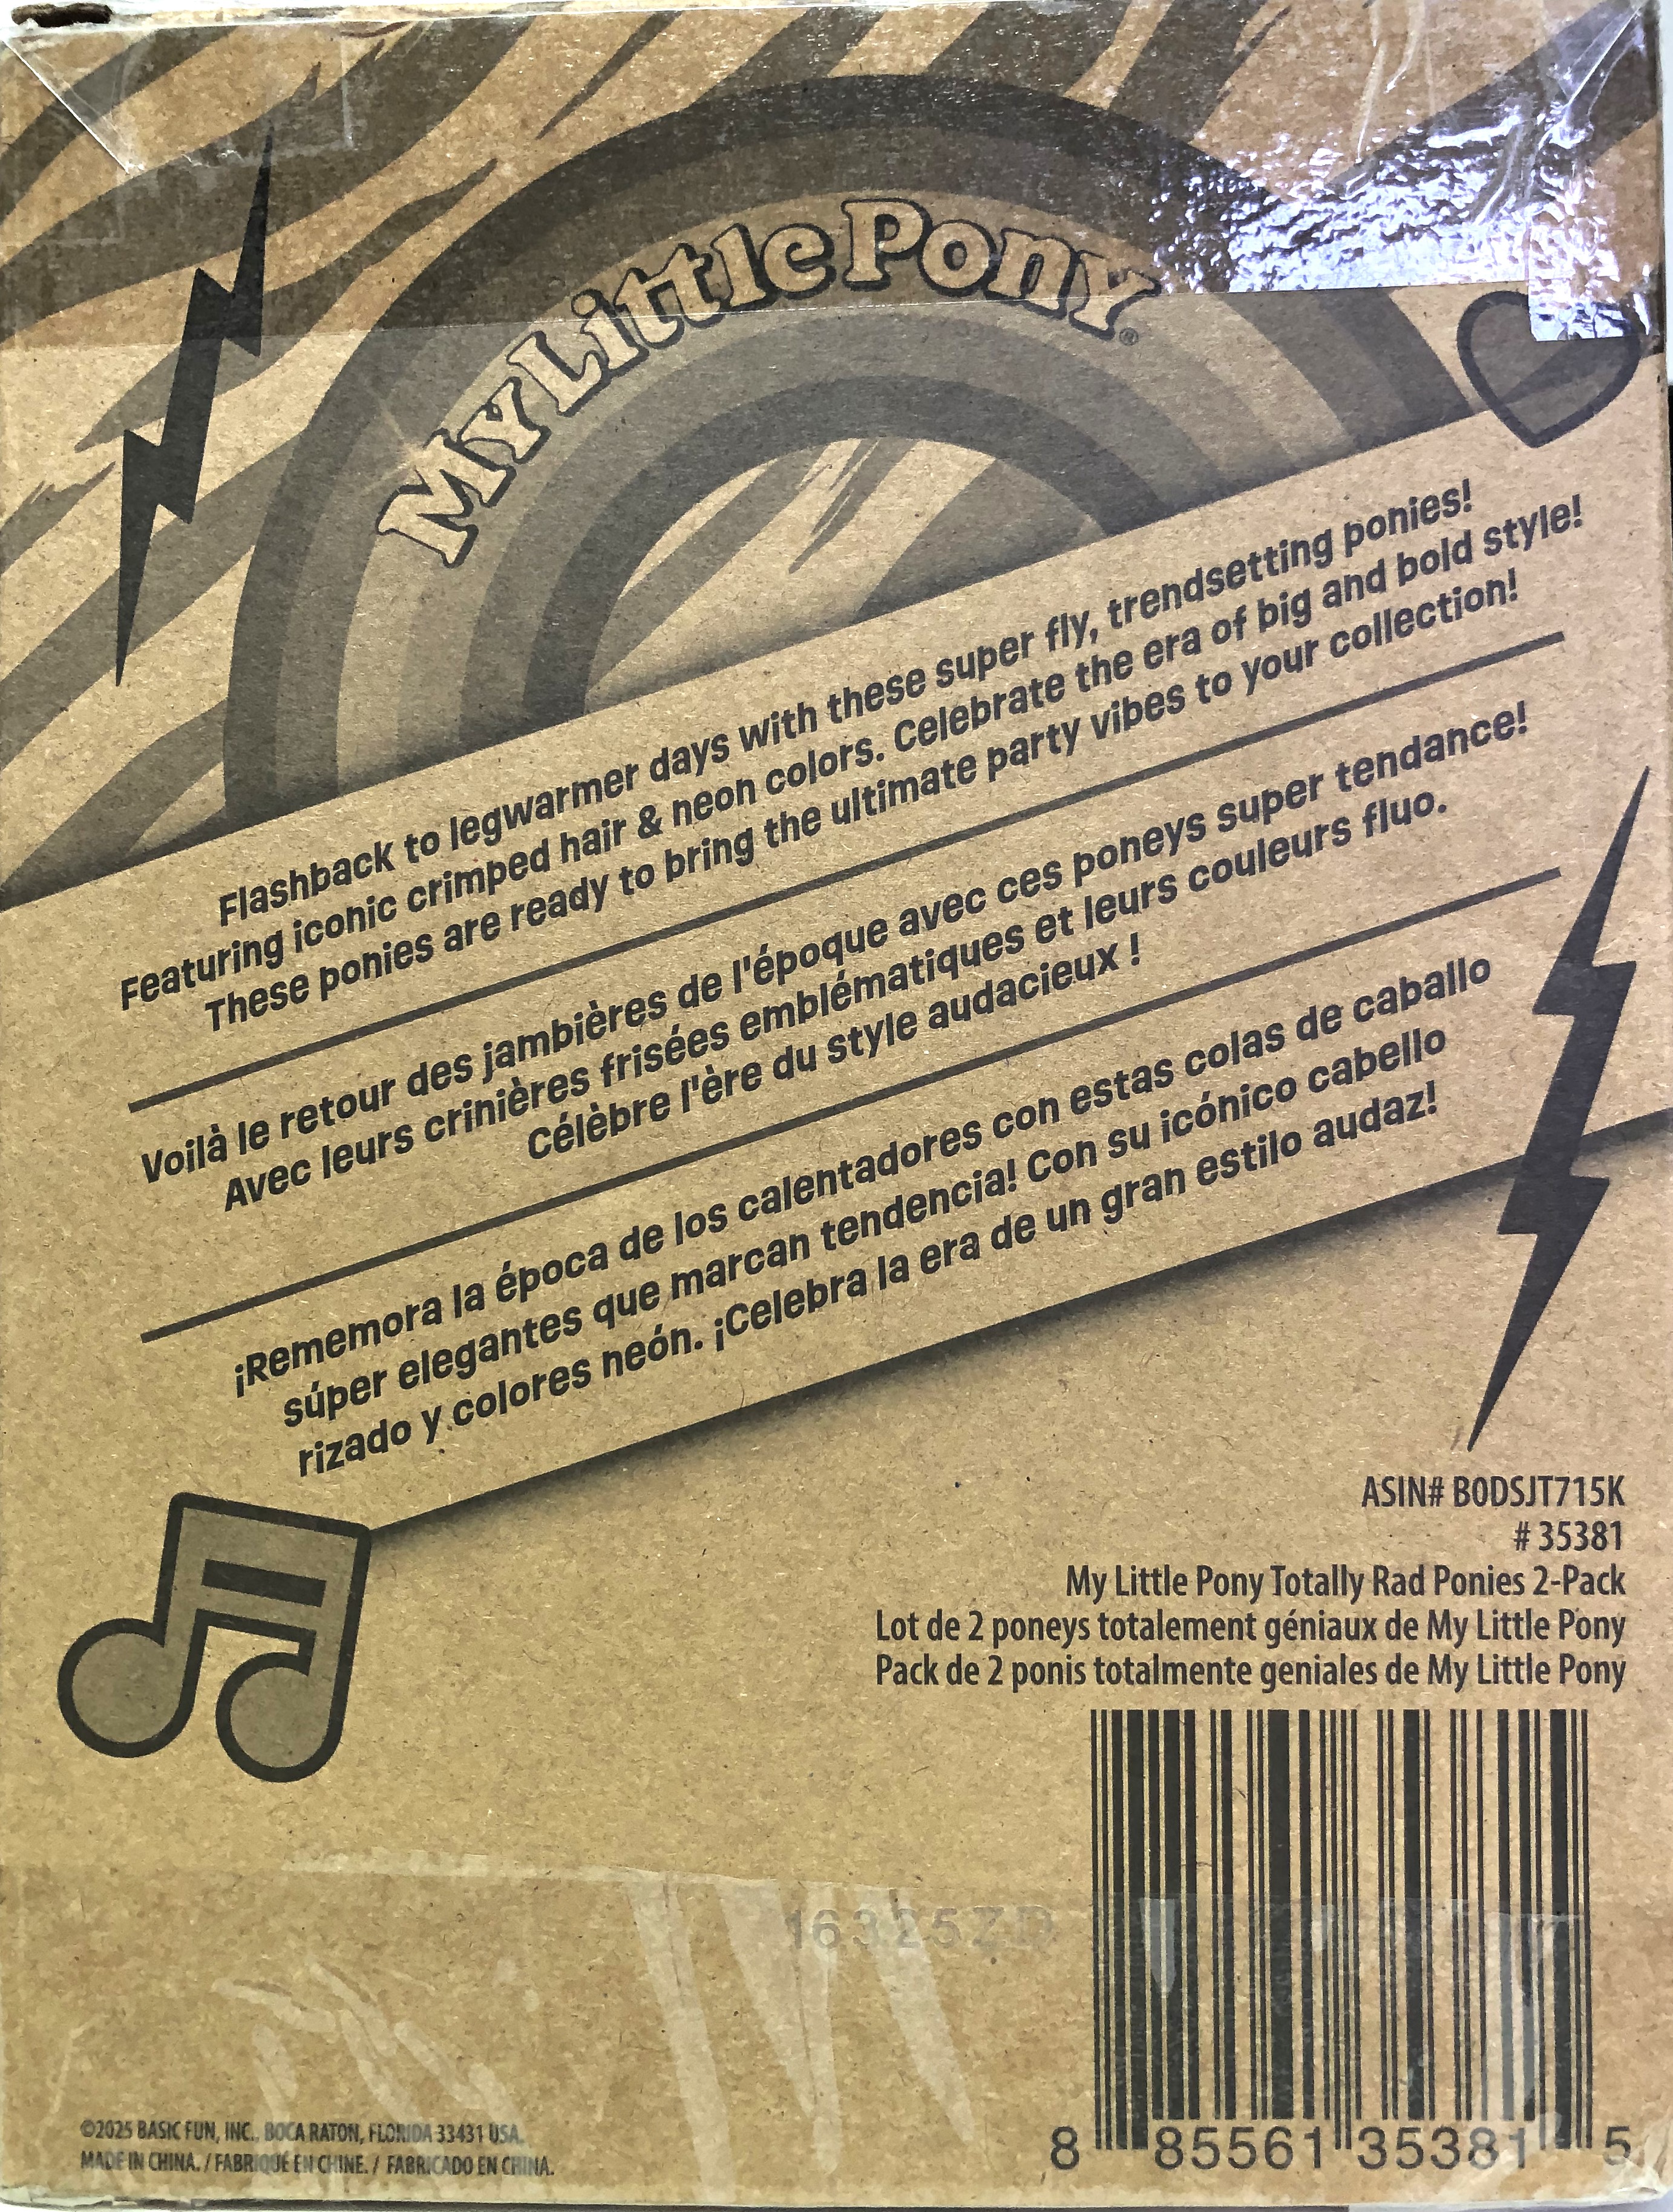 My Little Pony®
Flashback to legwarmer days with these super fly, trendsetting ponies!
Featuring iconic crimped hair & neon colors. Celebrate the era of big and bold style!
These ponies are ready to bring the ultimate party vibes to your collection!
Voilà le retour des jambières de l'époque avec ces poneys super tendance!
Avec leurs crinières frisées emblématiques et leurs couleurs fluo.
Célèbre l'ère du style audacieux !
¡Rememora la época de los calentadores con estas colas de caballo
súper elegantes que marcan tendencia! Con su icónico cabello
rizado y colores neón. ¡Celebra la era de un gran estilo audaz!
ASIN# B0DSJT715K
# 35381
My Little Pony Totally Rad Ponies 2-Pack
Lot de 2 poneys totalement géniaux de My Little Pony
Pack de 2 ponis totalmente geniales de My Little Pony
16325ZD
8 85561 35381 5
©2025 BASIC FUN, INC., BOCA RATON, FLORIDA 33431 USA.
MADE IN CHINA. / FABRIQUÉ EN CHINE. / FABRICADO EN CHINA.